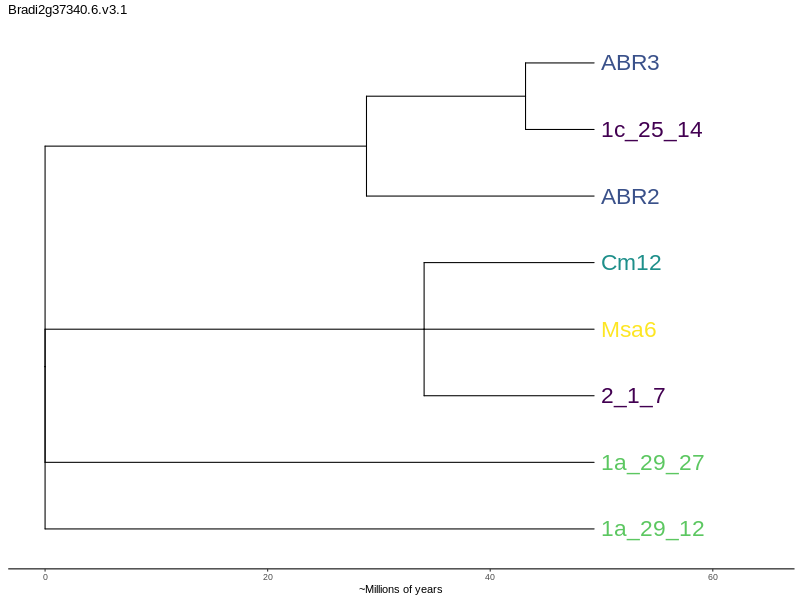 Bradi2g37340.6.v3.1
ABR3
1c_25_14
ABR2
Cm12
Msa6
2_1_7
1a_29_27
1a_29_12
0 20 40 60
~Millions of years